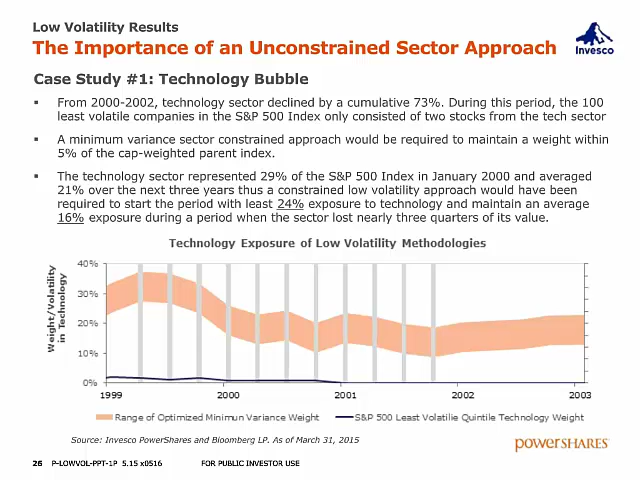 Low Volatility Results
The Importance of an Unconstrained Sector Approach
Invesco
Case Study #1: Technology Bubble
▪ From 2000-2002, technology sector declined by a cumulative 73%. During this period, the 100
least volatile companies in the S&P 500 Index only consisted of two stocks from the tech sector
▪ A minimum variance sector constrained approach would be required to maintain a weight within
5% of the cap-weighted parent index.
▪ The technology sector represented 29% of the S&P 500 Index in January 2000 and averaged
21% over the next three years thus a constrained low volatility approach would have been
required to start the period with least 24% exposure to technology and maintain an average
16% exposure during a period when the sector lost nearly three quarters of its value.
Technology Exposure of Low Volatility Methodologies
Weight/Volatility
in Technology
40%
30%
20%
10%
0%
1999 2000 2001 2002 2003
Range of Optimized Minimun Variance Weight S&P 500 Least Volatilie Quintile Technology Weight
Source: Invesco PowerShares and Bloomberg LP. As of March 31, 2015
powerSHARES
26 P-LOWVOL-PPT-1P 5.15 x0516 FOR PUBLIC INVESTOR USE